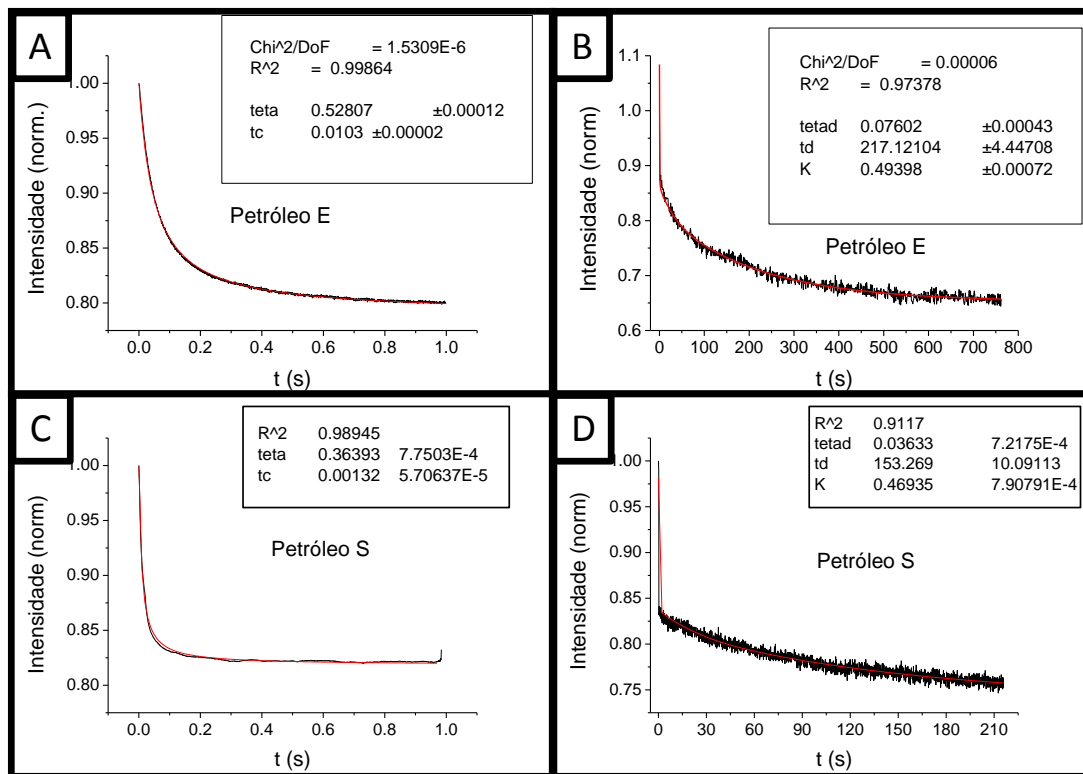 A
Chi^2/DoF = 1.5309E-6
R^2 = 0.99864
teta 0.52807 ±0.00012
tc 0.0103 ±0.00002
Petróleo E
Intensidade (norm.)
1.00
0.95
0.90
0.85
0.80
0.0 0.2 0.4 0.6 0.8 1.0
t (s)
B
Chi^2/DoF = 0.00006
R^2 = 0.97378
tetad 0.07602 ±0.00043
td 217.12104 ±4.44708
K 0.49398 ±0.00072
Petróleo E
Intensidade (norm)
1.1
1.0
0.9
0.8
0.7
0.6
0 100 200 300 400 500 600 700 800
t (s)
C
R^2 0.98945
teta 0.36393 7.7503E-4
tc 0.00132 5.70637E-5
Petróleo S
Intensidade (norm)
1.00
0.95
0.90
0.85
0.80
0.0 0.2 0.4 0.6 0.8 1.0
t (s)
D
R^2 0.9117
tetad 0.03633 7.2175E-4
td 153.269 10.09113
K 0.46935 7.90791E-4
Petróleo S
Intensidade (norm)
1.00
0.95
0.90
0.85
0.80
0.75
0 30 60 90 120 150 180 210
t (s)